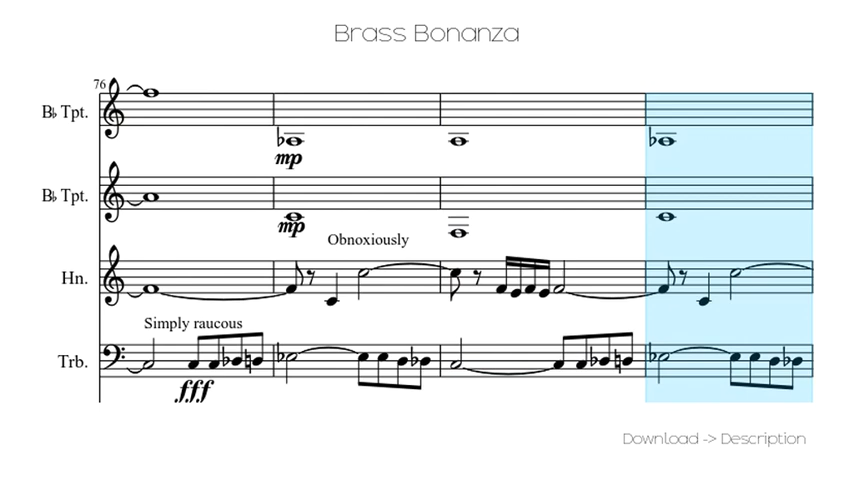 Brass Bonanza
76
B♭ Tpt.
mp
B♭ Tpt.
mp
Obnoxiously
Hn.
Simply raucous
Trb.
fff
Download -> Description